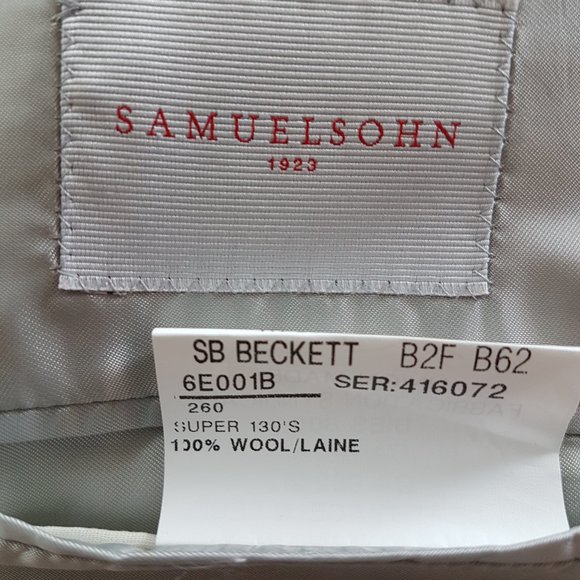 SAMUELSOHN
1923
SB BECKETT B2F B62
6E001B SER:416072
260
SUPER 130'S
100% WOOL/LAINE